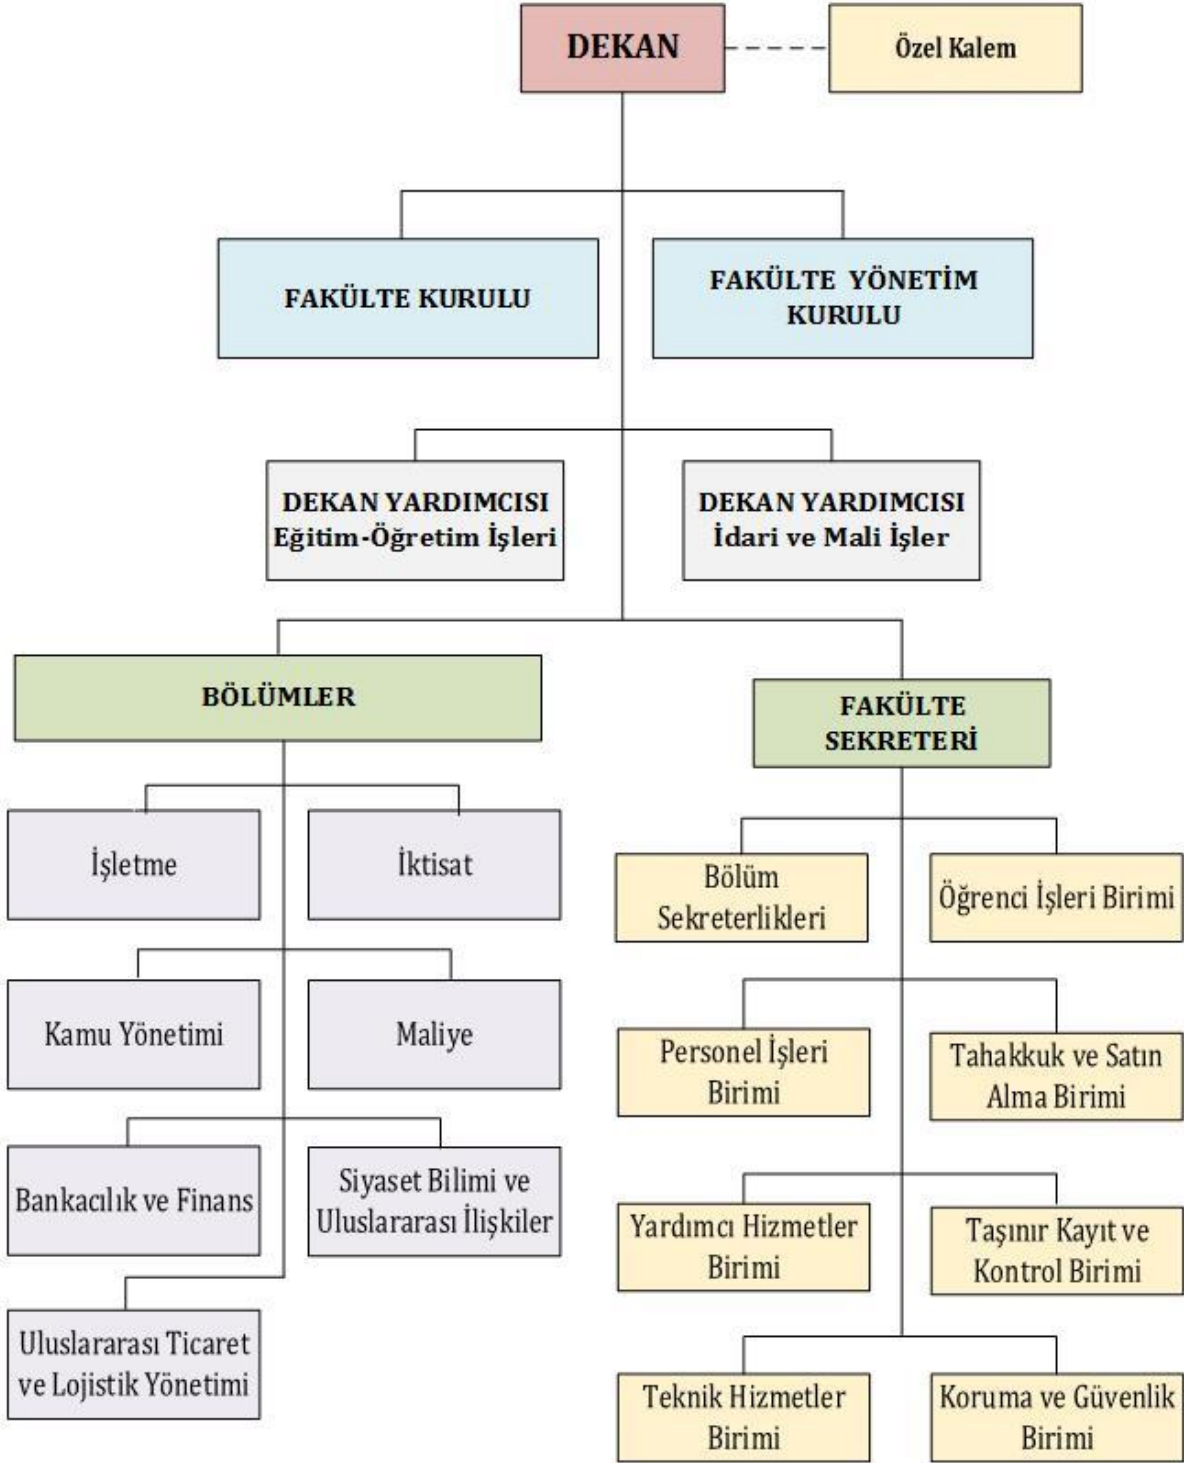 DEKAN
Özel Kalem
FAKÜLTE KURULU
FAKÜLTE YÖNETİM
KURULU
DEKAN YARDIMCISI
Eğitim-Öğretim İşleri
DEKAN YARDIMCISI
İdari ve Mali İşler
BÖLÜMLER
İşletme
İktisat
Kamu Yönetimi
Maliye
Bankacılık ve Finans
Siyaset Bilimi ve
Uluslararası İlişkiler
Uluslararası Ticaret
ve Lojistik Yönetimi
FAKÜLTE
SEKRETERİ
Bölüm
Sekreterlikleri
Öğrenci İşleri Birimi
Personel İşleri
Birimi
Tahakkuk ve Satın
Alma Birimi
Yardımcı Hizmetler
Birimi
Taşınır Kayıt ve
Kontrol Birimi
Teknik Hizmetler
Birimi
Koruma ve Güvenlik
Birimi